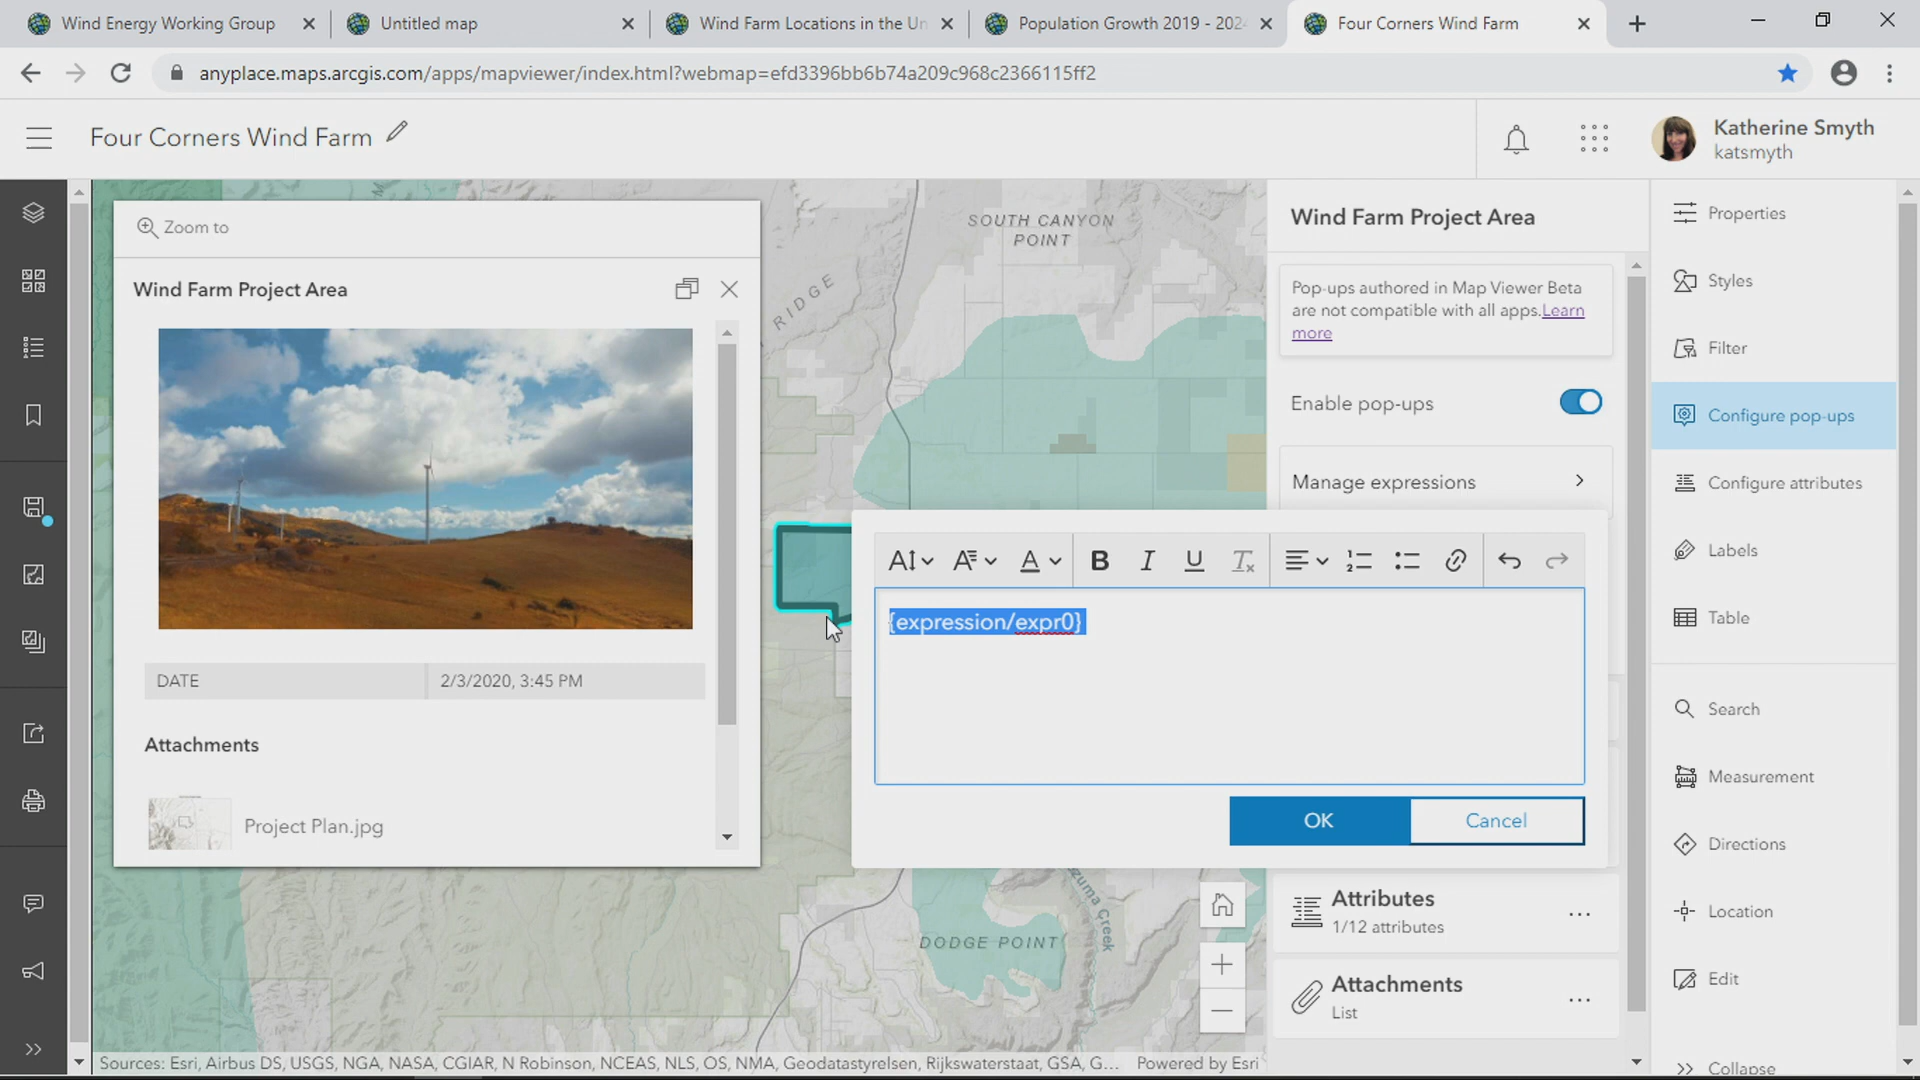 Wind Energy Working Group
Untitled map
Wind Farm Locations in the Un
Population Growth 2019 - 2024
Four Corners Wind Farm
anyplace.maps.arcgis.com/apps/mapviewer/index.html?webmap=efd3396bb6b74a209c968c2366115ff2
Four Corners Wind Farm
Katherine Smyth
katsmyth
Zoom to
Wind Farm Project Area
DATE 2/3/2020, 3:45 PM
Attachments
Project Plan.jpg
SOUTH CANYON
POINT
RIDGE
DODGE POINT
zuma Creek
Sources: Esri, Airbus DS, USGS, NGA, NASA, CGIAR, N Robinson, NCEAS, NLS, OS, NMA, Geodatastyrelsen, Rijkswaterstaat, GSA, G...
Powered by Esri
Wind Farm Project Area
Pop-ups authored in Map Viewer Beta
are not compatible with all apps.Learn
more
Enable pop-ups
Manage expressions
{expression/expr0}
OK
Cancel
Attributes
1/12 attributes
Attachments
List
Properties
Styles
Filter
Configure pop-ups
Configure attributes
Labels
Table
Search
Measurement
Directions
Location
Edit
Collapse